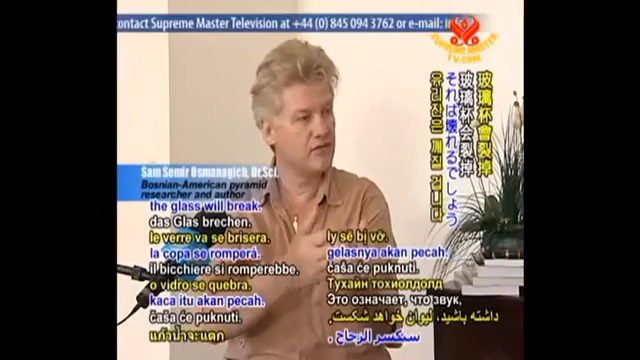 contact Supreme Master Television at +44 (0) 845 094 3762 or e-mail: info
SUPREME MASTER
TV.COM
玻璃杯會裂掉
玻璃杯会裂掉
それは壊れるでしょう
유리잔은 깨질 겁니다
Sam Semir Osmanagich, Dr.Sci.
Bosnian-American pyramid
researcher and author
the glass will break.
das Glas brechen.
le verre va se brisera.
la copa se romperá.
il bicchiere si romperebbe.
o vidro se quebra.
kaca itu akan pecah.
čaša će puknuti.
แก้วน้ำจะแตก
ly sẽ bị vỡ.
gelasnya akan pecah.
čaša će puknuti.
Тухайн тохиолдолд
Это означает, что звук,
داشته باشید، لیوان خواهد شکست.
سنكسر الزجاج ،